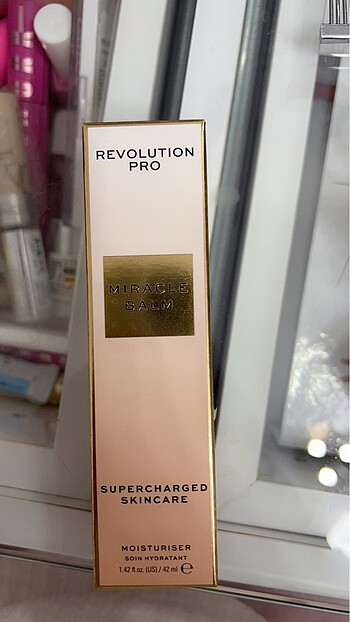 REVOLUTION
PRO
MIRACLE
BALM
SUPERCHARGED
SKINCARE
MOISTURISER
SOIN HYDRATANT
1.42 fl.oz. (US) / 42 ml ℮